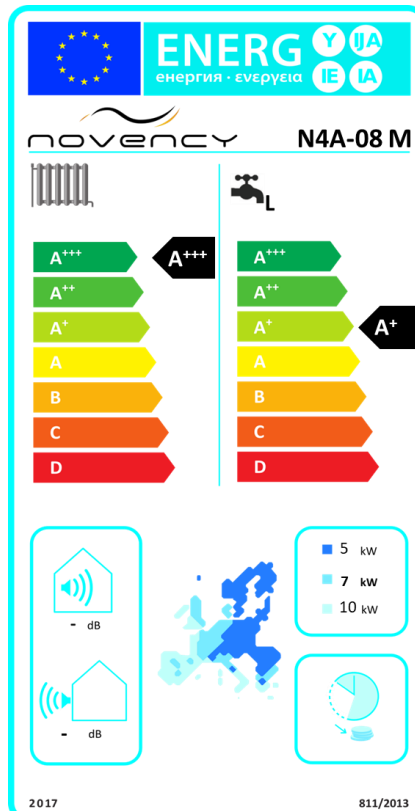 ENERG Y IJA
енергия · ενεργεια IE IA
novency N4A-08 M
L
A+++ A+++ A+++
A++ A++
A+ A+ A+
A A
B B
C C
D D
5 kW
7 kW
10 kW
- dB
- dB
2017 811/2013